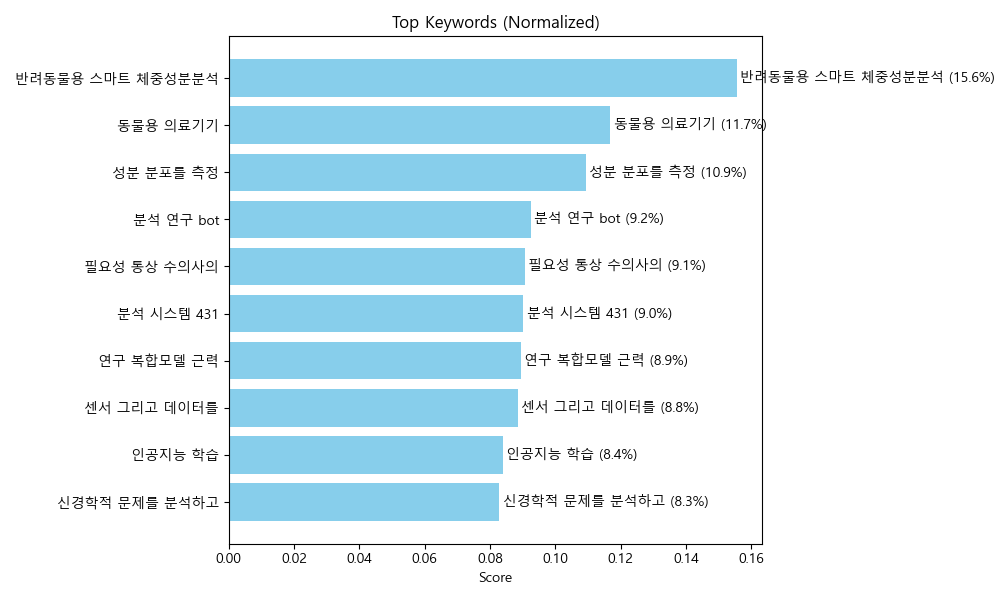 Top Keywords (Normalized)
반려동물용 스마트 체중성분분석 반려동물용 스마트 체중성분분석 (15.6%)
동물용 의료기기 동물용 의료기기 (11.7%)
성분 분포를 측정 성분 분포를 측정 (10.9%)
분석 연구 bot 분석 연구 bot (9.2%)
필요성 통상 수의사의 필요성 통상 수의사의 (9.1%)
분석 시스템 431 분석 시스템 431 (9.0%)
연구 복합모델 근력 연구 복합모델 근력 (8.9%)
센서 그리고 데이터를 센서 그리고 데이터를 (8.8%)
인공지능 학습 인공지능 학습 (8.4%)
신경학적 문제를 분석하고 신경학적 문제를 분석하고 (8.3%)
0.00 0.02 0.04 0.06 0.08 0.10 0.12 0.14 0.16
Score